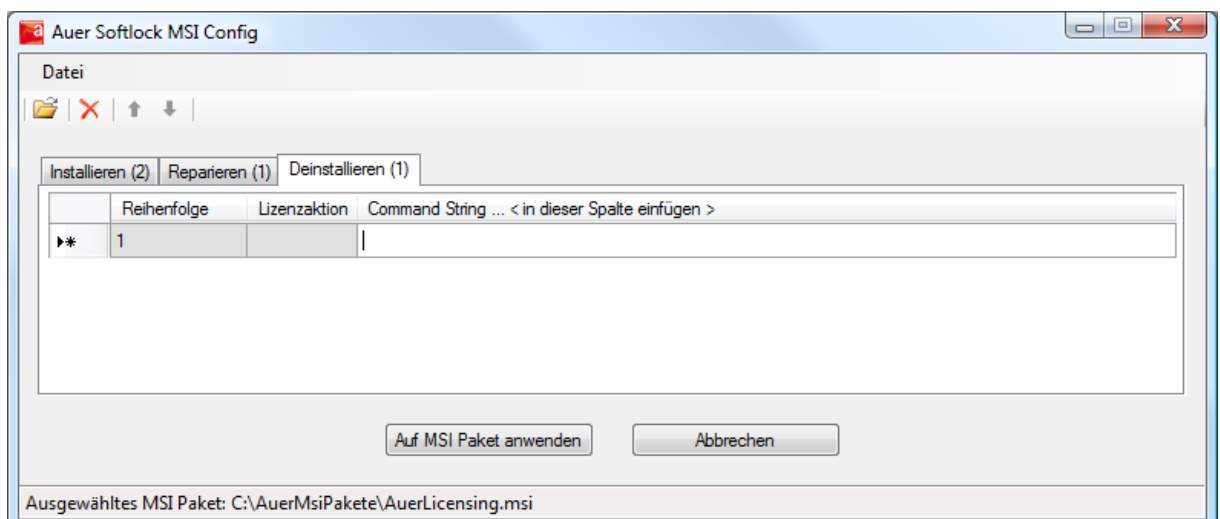 Auer Softlock MSI Config
Datei
Installieren (2) Reparieren (1) Deinstallieren (1)
Reihenfolge Lizenzaktion Command String ... < in dieser Spalte einfügen >
1
Auf MSI Paket anwenden Abbrechen
Ausgewähltes MSI Paket: C:\AuerMsiPakete\AuerLicensing.msi